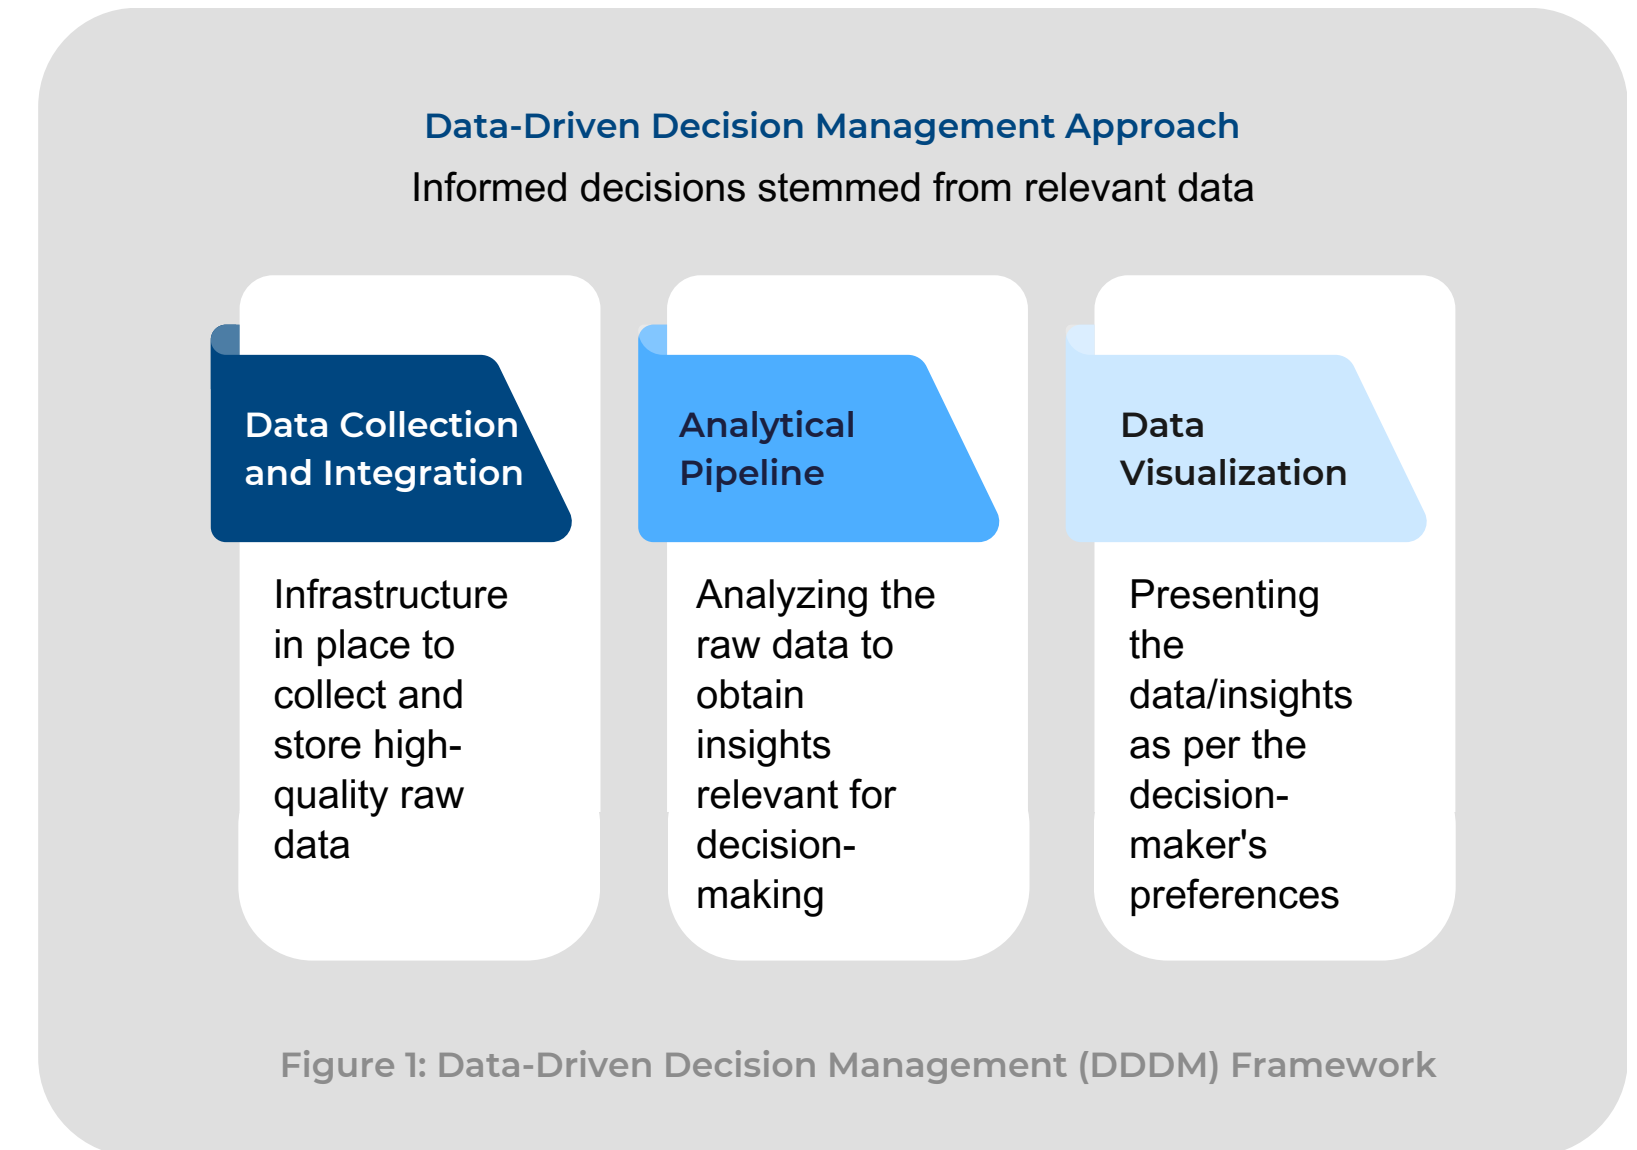 Data-Driven Decision Management Approach
Informed decisions stemmed from relevant data
Data Collection
and Integration
Infrastructure
in place to
collect and
store high-
quality raw
data
Analytical
Pipeline
Analyzing the
raw data to
obtain
insights
relevant for
decision-
making
Data
Visualization
Presenting
the
data/insights
as per the
decision-
maker's
preferences
Figure 1: Data-Driven Decision Management (DDDM) Framework